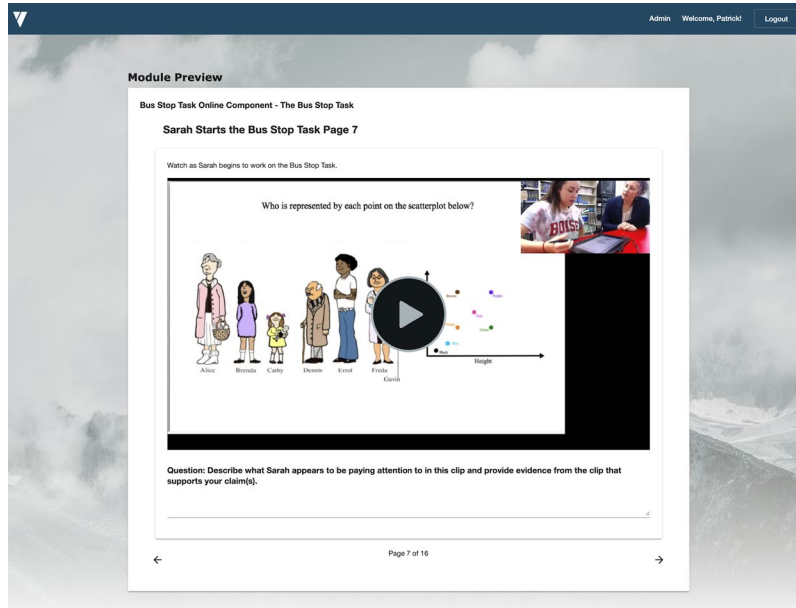 Admin Welcome, Patrick! Logout
Module Preview
Bus Stop Task Online Component - The Bus Stop Task
Sarah Starts the Bus Stop Task Page 7
Watch as Sarah begins to work on the Bus Stop Task.
Who is represented by each point on the scatterplot below?
BOISE
Alice Brenda Cathy Dennis Errol Freda
Gavin
Height
Question: Describe what Sarah appears to be paying attention to in this clip and provide evidence from the clip that
supports your claim(s).
Page 7 of 16